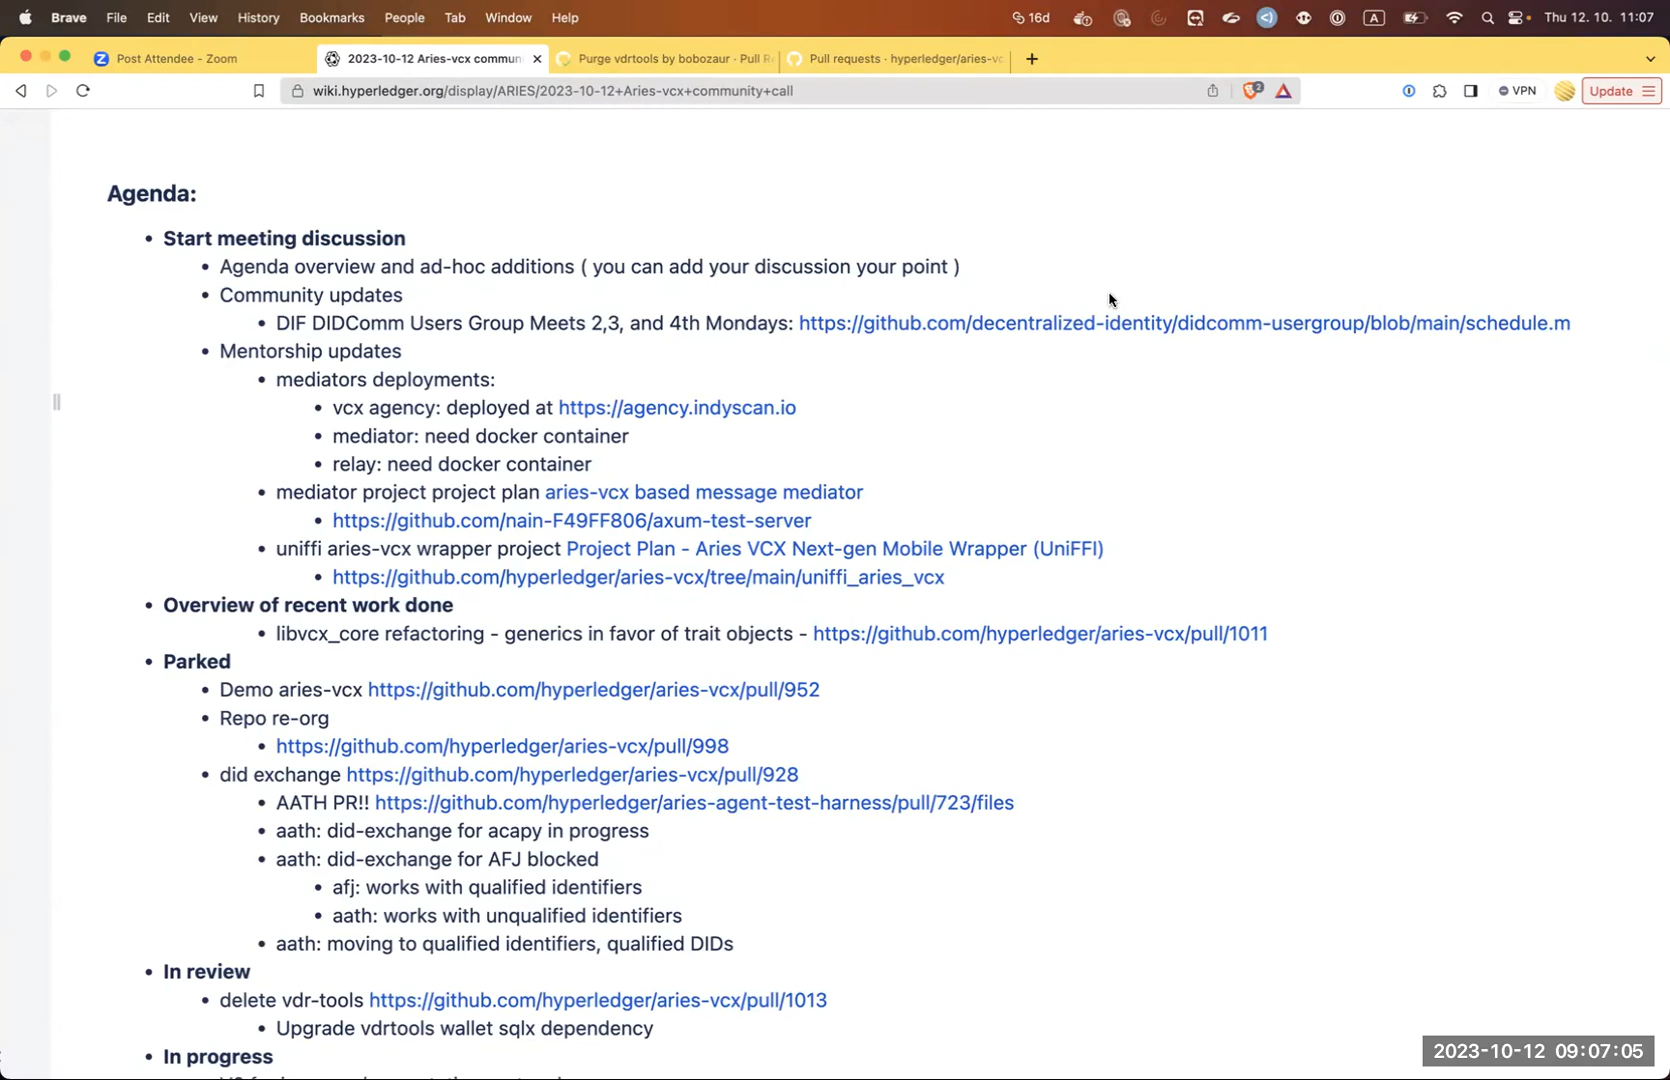 Brave File Edit View History Bookmarks People Tab Window Help 16d A Thu 12. 10. 11:07
Post Attendee - Zoom 2023-10-12 Aries-vcx commun Purge vdrtools by bobozaur · Pull R Pull requests · hyperledger/aries-vc
wiki.hyperledger.org/display/ARIES/2023-10-12+Aries-vcx+community+call 2 VPN Update
Agenda:
• Start meeting discussion
• Agenda overview and ad-hoc additions ( you can add your discussion your point )
• Community updates
• DIF DIDComm Users Group Meets 2,3, and 4th Mondays: https://github.com/decentralized-identity/didcomm-usergroup/blob/main/schedule.m
• Mentorship updates
• mediators deployments:
• vcx agency: deployed at https://agency.indyscan.io
• mediator: need docker container
• relay: need docker container
• mediator project project plan aries-vcx based message mediator
• https://github.com/nain-F49FF806/axum-test-server
• uniffi aries-vcx wrapper project Project Plan - Aries VCX Next-gen Mobile Wrapper (UniFFI)
• https://github.com/hyperledger/aries-vcx/tree/main/uniffi_aries_vcx
• Overview of recent work done
• libvcx_core refactoring - generics in favor of trait objects - https://github.com/hyperledger/aries-vcx/pull/1011
• Parked
• Demo aries-vcx https://github.com/hyperledger/aries-vcx/pull/952
• Repo re-org
• https://github.com/hyperledger/aries-vcx/pull/998
• did exchange https://github.com/hyperledger/aries-vcx/pull/928
• AATH PR!! https://github.com/hyperledger/aries-agent-test-harness/pull/723/files
• aath: did-exchange for acapy in progress
• aath: did-exchange for AFJ blocked
• afj: works with qualified identifiers
• aath: works with unqualified identifiers
• aath: moving to qualified identifiers, qualified DIDs
• In review
• delete vdr-tools https://github.com/hyperledger/aries-vcx/pull/1013
• Upgrade vdrtools wallet sqlx dependency
• In progress
2023-10-12 09:07:05